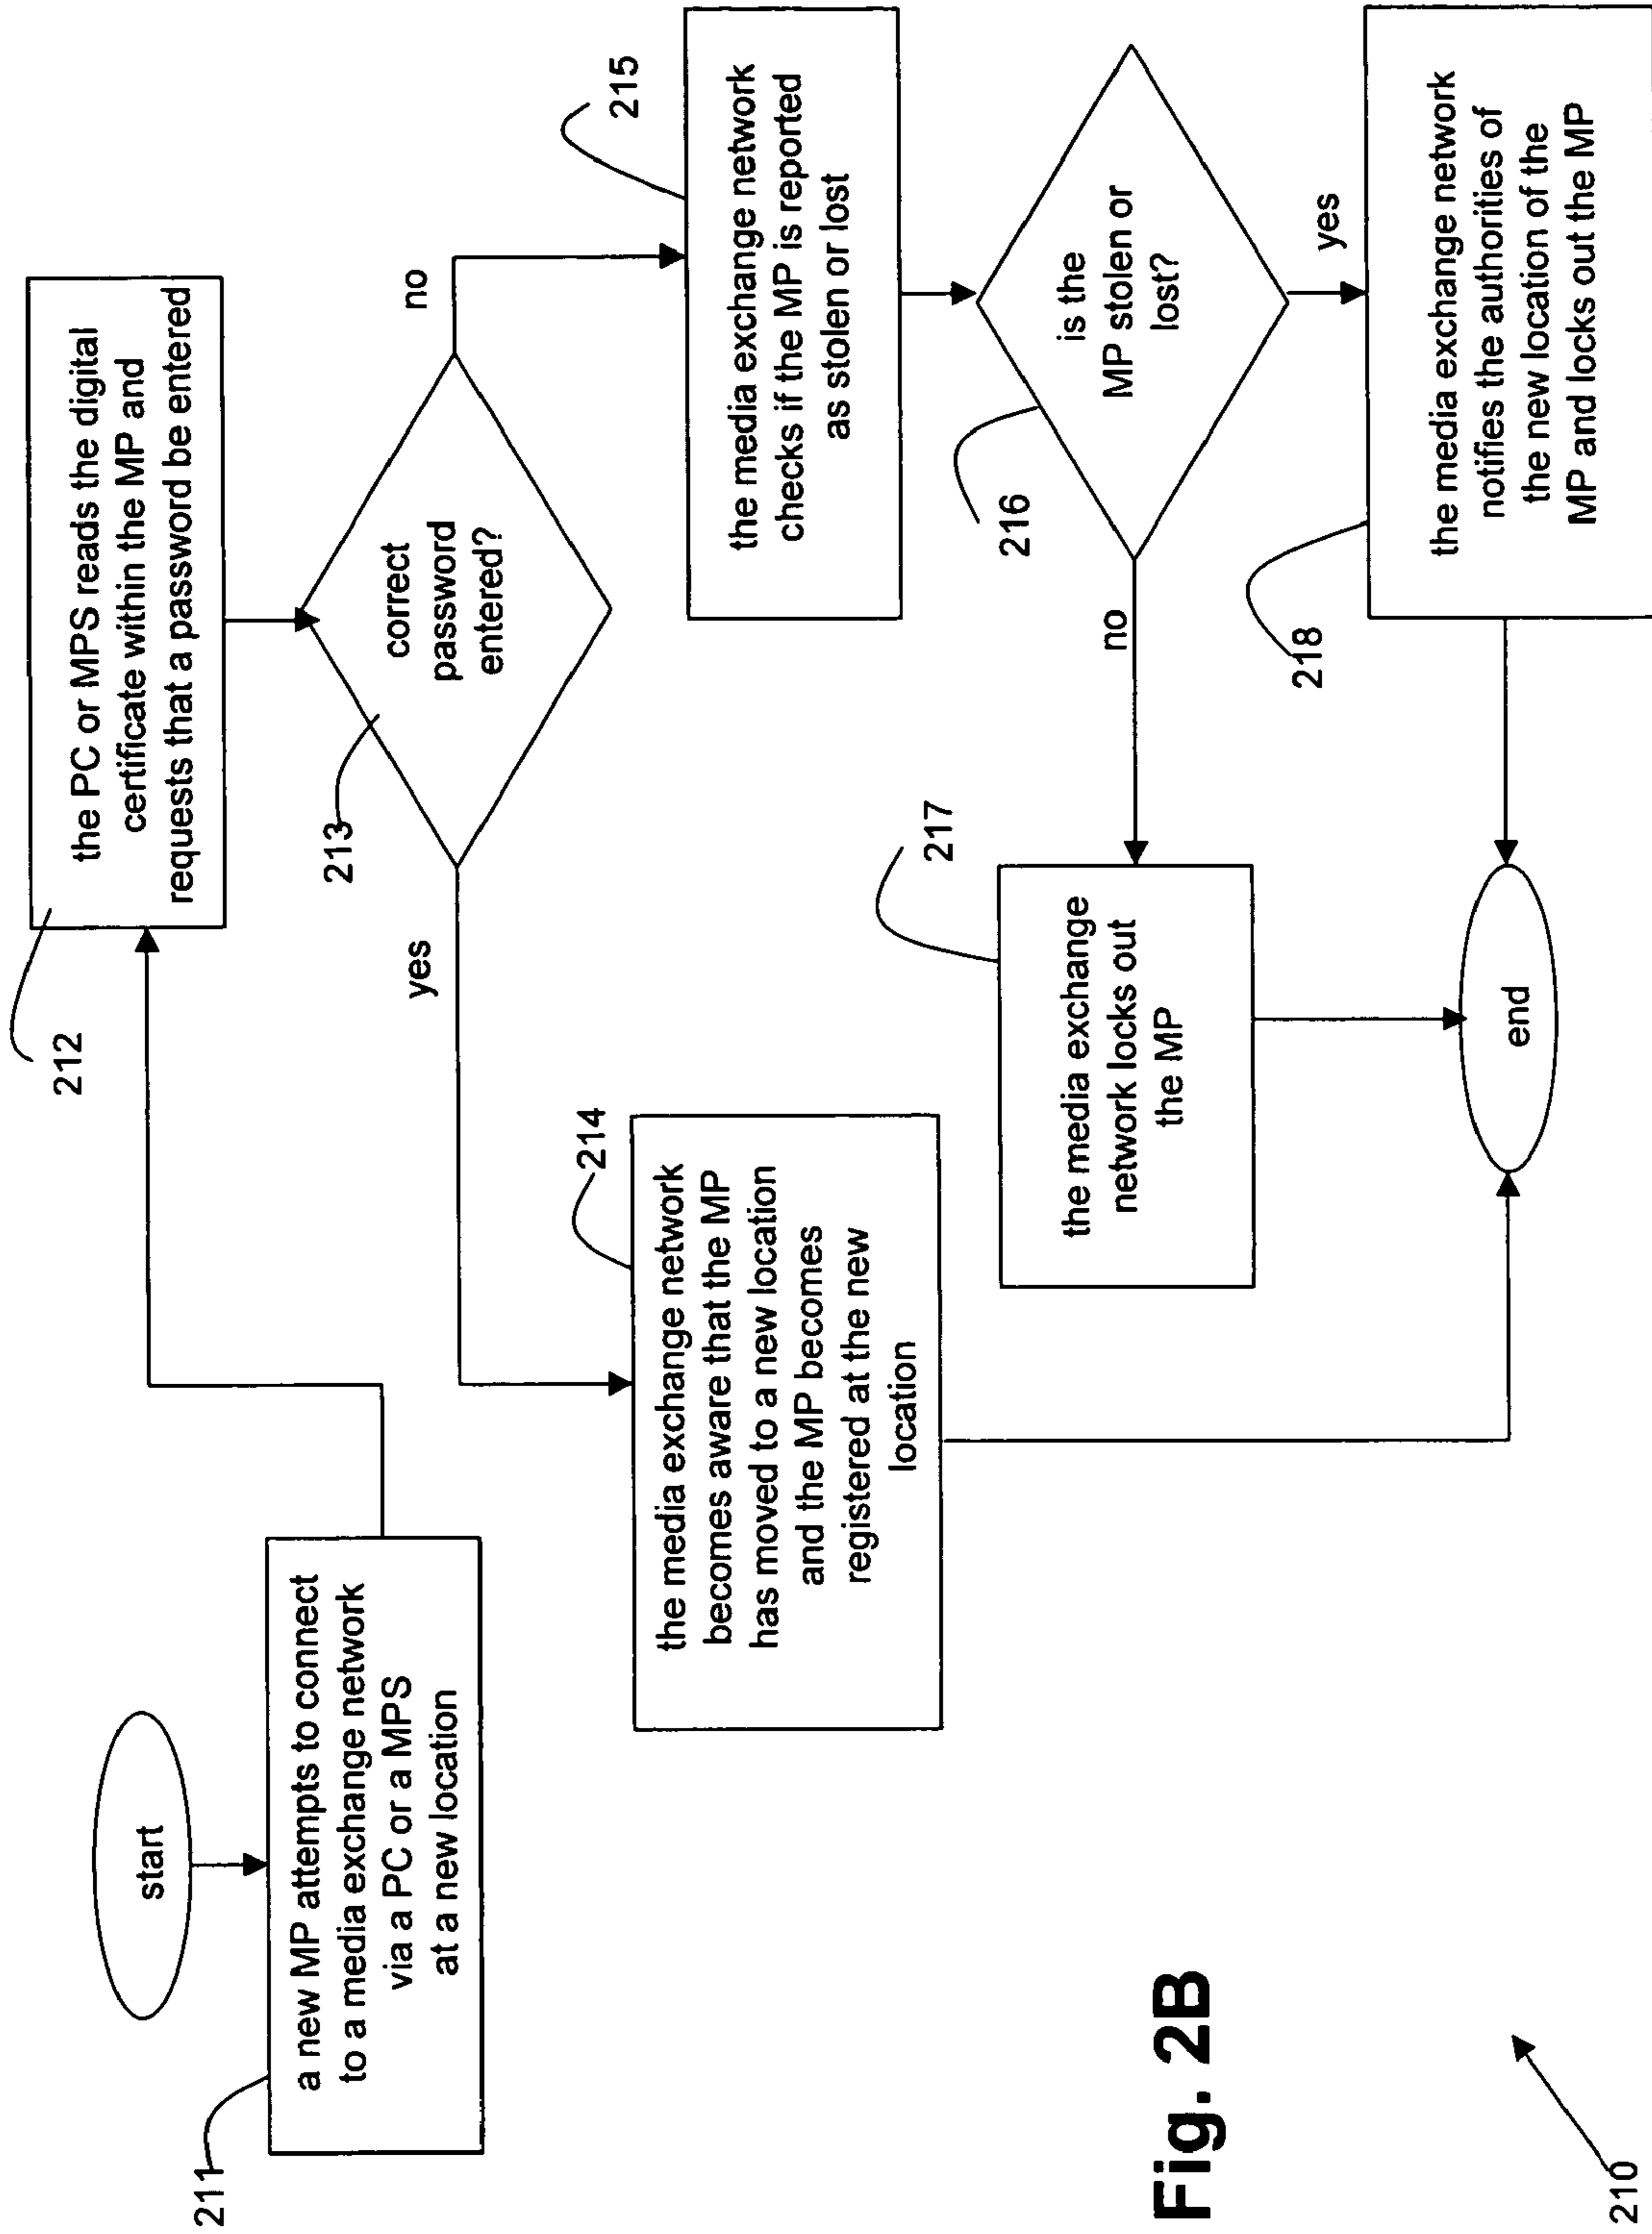 start
211
a new MP attempts to connect
to a media exchange network
via a PC or a MPS
at a new location
212
the PC or MPS reads the digital
certificate within the MP and
requests that a password be entered
213
correct
password
entered?
yes
no
214
the media exchange network
becomes aware that the MP
has moved to a new location
and the MP becomes
registered at the new
location
215
the media exchange network
checks if the MP is reported
as stolen or lost
216
is the
MP stolen or
lost?
no
yes
217
the media exchange
network locks out
the MP
218
the media exchange network
notifies the authorities of
the new location of the
MP and locks out the MP
end
Fig. 2B
210